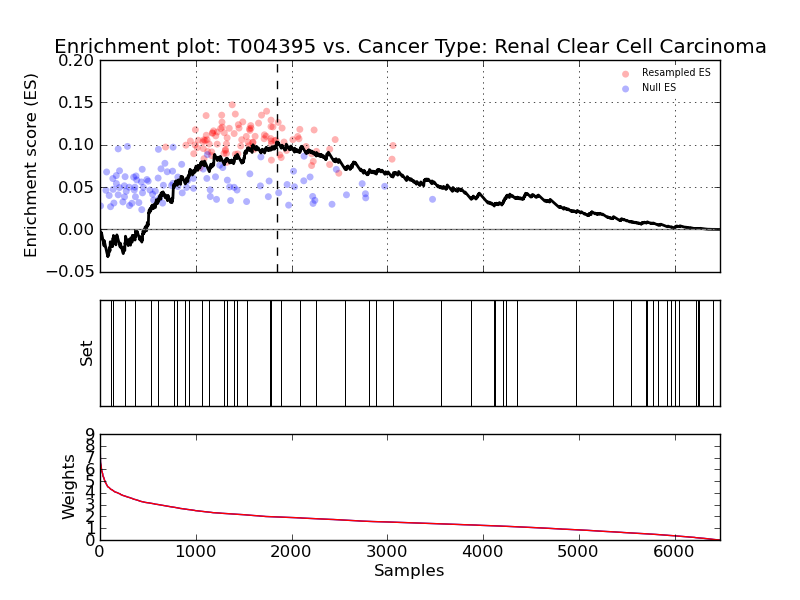 Enrichment plot: T004395 vs. Cancer Type: Renal Clear Cell Carcinoma
Enrichment score (ES)
0.20
0.15
0.10
0.05
0.00
−0.05
Resampled ES
Null ES
Set
Weights
9
8
7
6
5
4
3
2
1
0
0 1000 2000 3000 4000 5000 6000
Samples